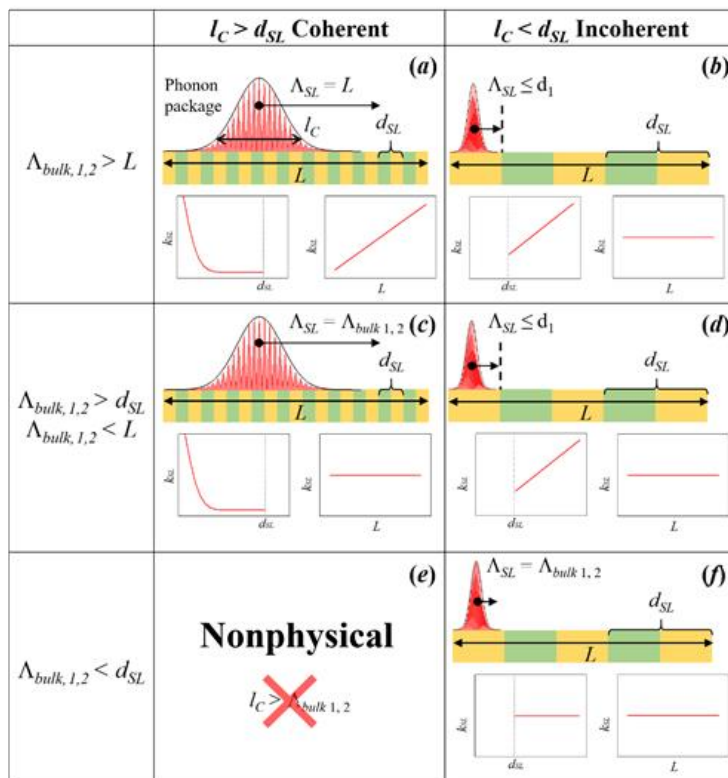 l_C > d_SL Coherent
l_C < d_SL Incoherent
Λ_bulk,1,2 > L
(a)
Phonon
package
Λ_SL = L
l_C
d_SL
L
k_SL
d_SL
k_SL
L
(b)
Λ_SL ≤ d_1
d_SL
L
k_SL
d_SL
k_SL
L
Λ_bulk,1,2 > d_SL
Λ_bulk,1,2 < L
(c)
Λ_SL = Λ_bulk 1, 2
d_SL
L
k_SL
d_SL
k_SL
L
(d)
Λ_SL ≤ d_1
d_SL
L
k_SL
d_SL
k_SL
L
Λ_bulk,1,2 < d_SL
(e)
Nonphysical
l_C > Λ_bulk 1, 2
(f)
Λ_SL = Λ_bulk 1, 2
d_SL
L
k_SL
d_SL
k_SL
L